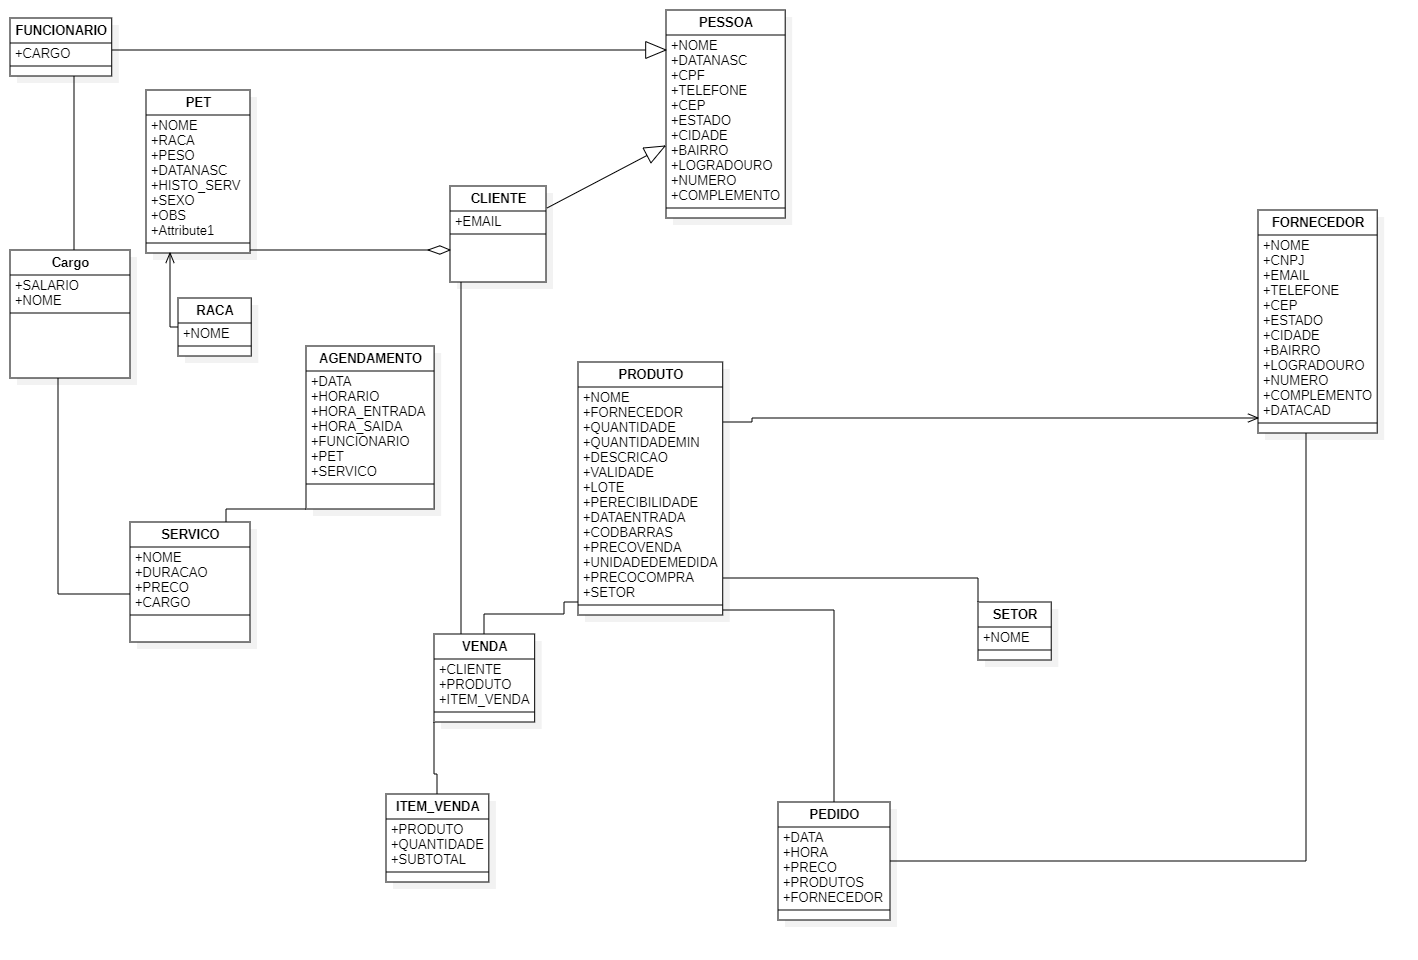 FUNCIONARIO
+CARGO
PESSOA
+NOME
+DATANASC
+CPF
+TELEFONE
+CEP
+ESTADO
+CIDADE
+BAIRRO
+LOGRADOURO
+NUMERO
+COMPLEMENTO
PET
+NOME
+RACA
+PESO
+DATANASC
+HISTO_SERV
+SEXO
+OBS
+Attribute1
CLIENTE
+EMAIL
FORNECEDOR
+NOME
+CNPJ
+EMAIL
+TELEFONE
+CEP
+ESTADO
+CIDADE
+BAIRRO
+LOGRADOURO
+NUMERO
+COMPLEMENTO
+DATACAD
Cargo
+SALARIO
+NOME
RACA
+NOME
AGENDAMENTO
+DATA
+HORARIO
+HORA_ENTRADA
+HORA_SAIDA
+FUNCIONARIO
+PET
+SERVICO
PRODUTO
+NOME
+FORNECEDOR
+QUANTIDADE
+QUANTIDADEMIN
+DESCRICAO
+VALIDADE
+LOTE
+PERECIBILIDADE
+DATAENTRADA
+CODBARRAS
+PRECOVENDA
+UNIDADEDEMEDIDA
+PRECOCOMPRA
+SETOR
SERVICO
+NOME
+DURACAO
+PRECO
+CARGO
SETOR
+NOME
VENDA
+CLIENTE
+PRODUTO
+ITEM_VENDA
ITEM_VENDA
+PRODUTO
+QUANTIDADE
+SUBTOTAL
PEDIDO
+DATA
+HORA
+PRECO
+PRODUTOS
+FORNECEDOR